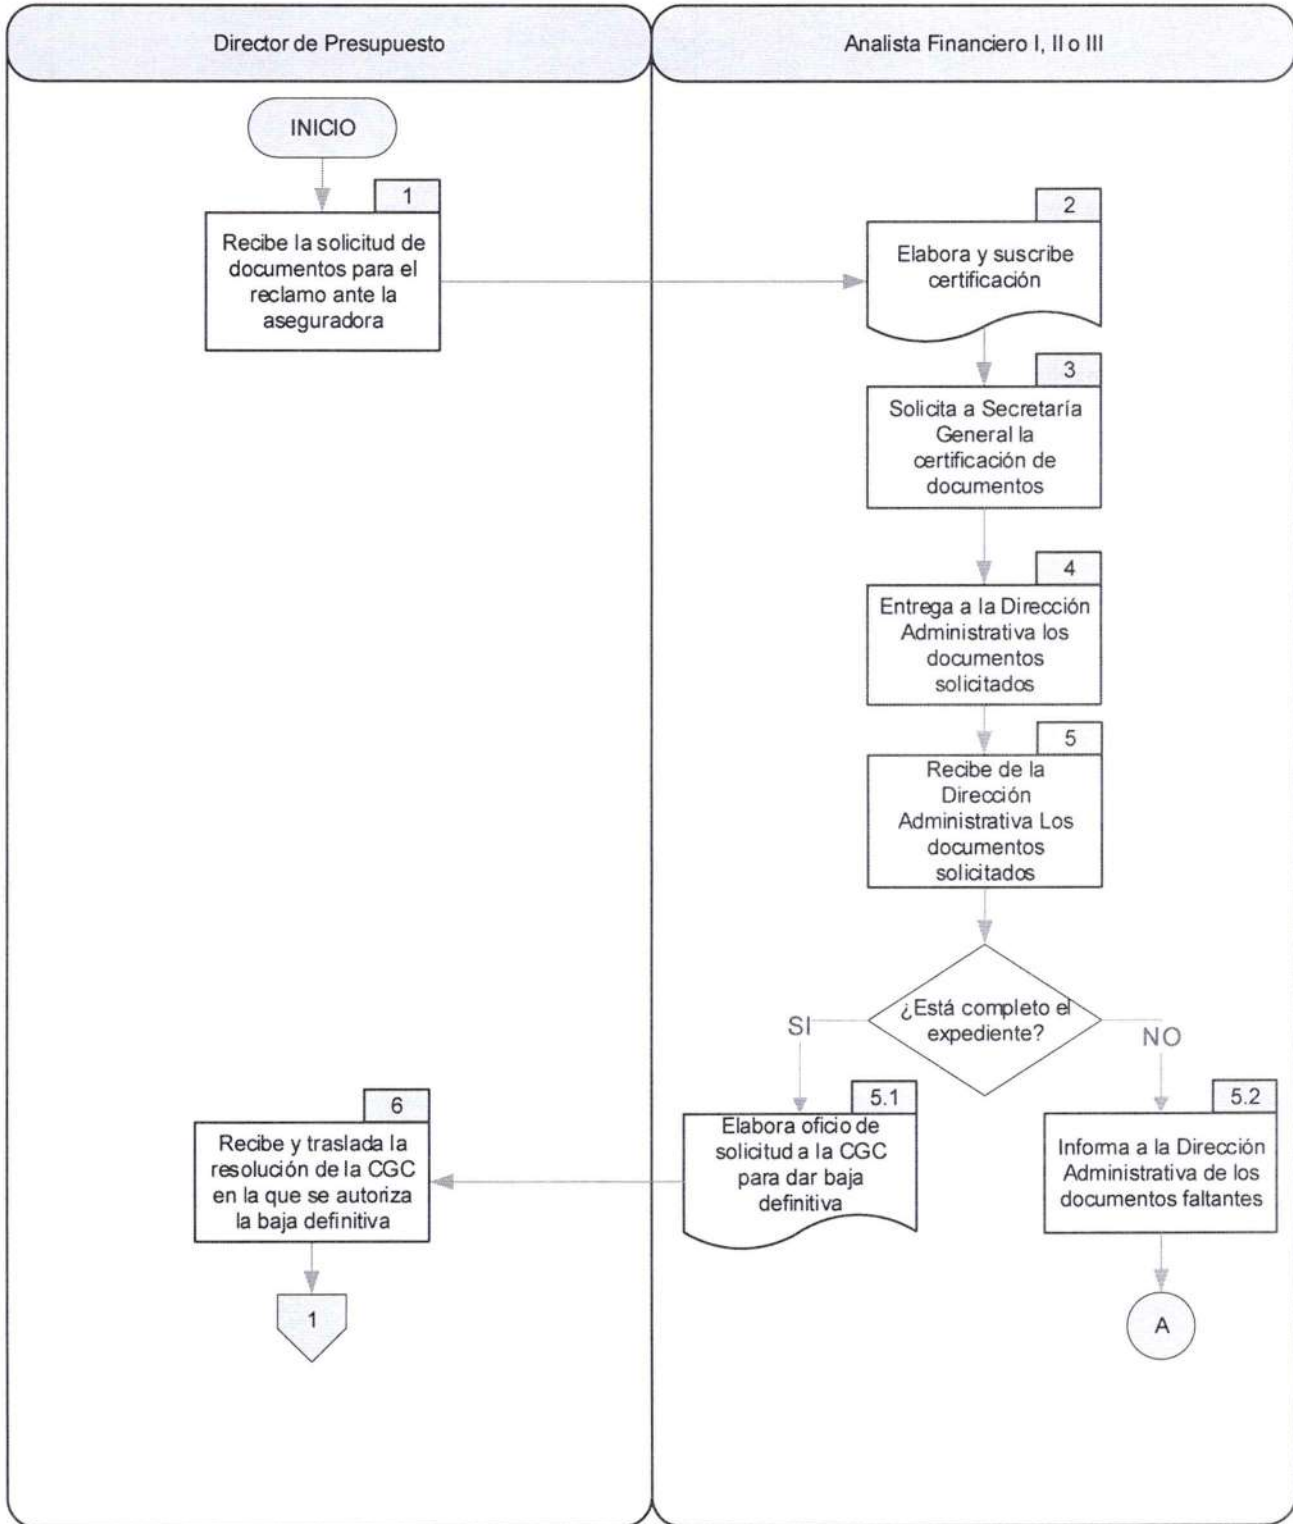 Director de Presupuesto
Analista Financiero I, II o III
INICIO
1
Recibe la solicitud de
documentos para el
reclamo ante la
aseguradora
2
Elabora y suscribe
certificación
3
Solicita a Secretaría
General la
certificación de
documentos
4
Entrega a la Dirección
Administrativa los
documentos
solicitados
5
Recibe de la
Dirección
Administrativa Los
documentos
solicitados
¿Está completo el
expediente?
SI
NO
5.1
Elabora oficio de
solicitud a la CGC
para dar baja
definitiva
5.2
Informa a la Dirección
Administrativa de los
documentos faltantes
6
Recibe y traslada la
resolución de la CGC
en la que se autoriza
la baja definitiva
1
A